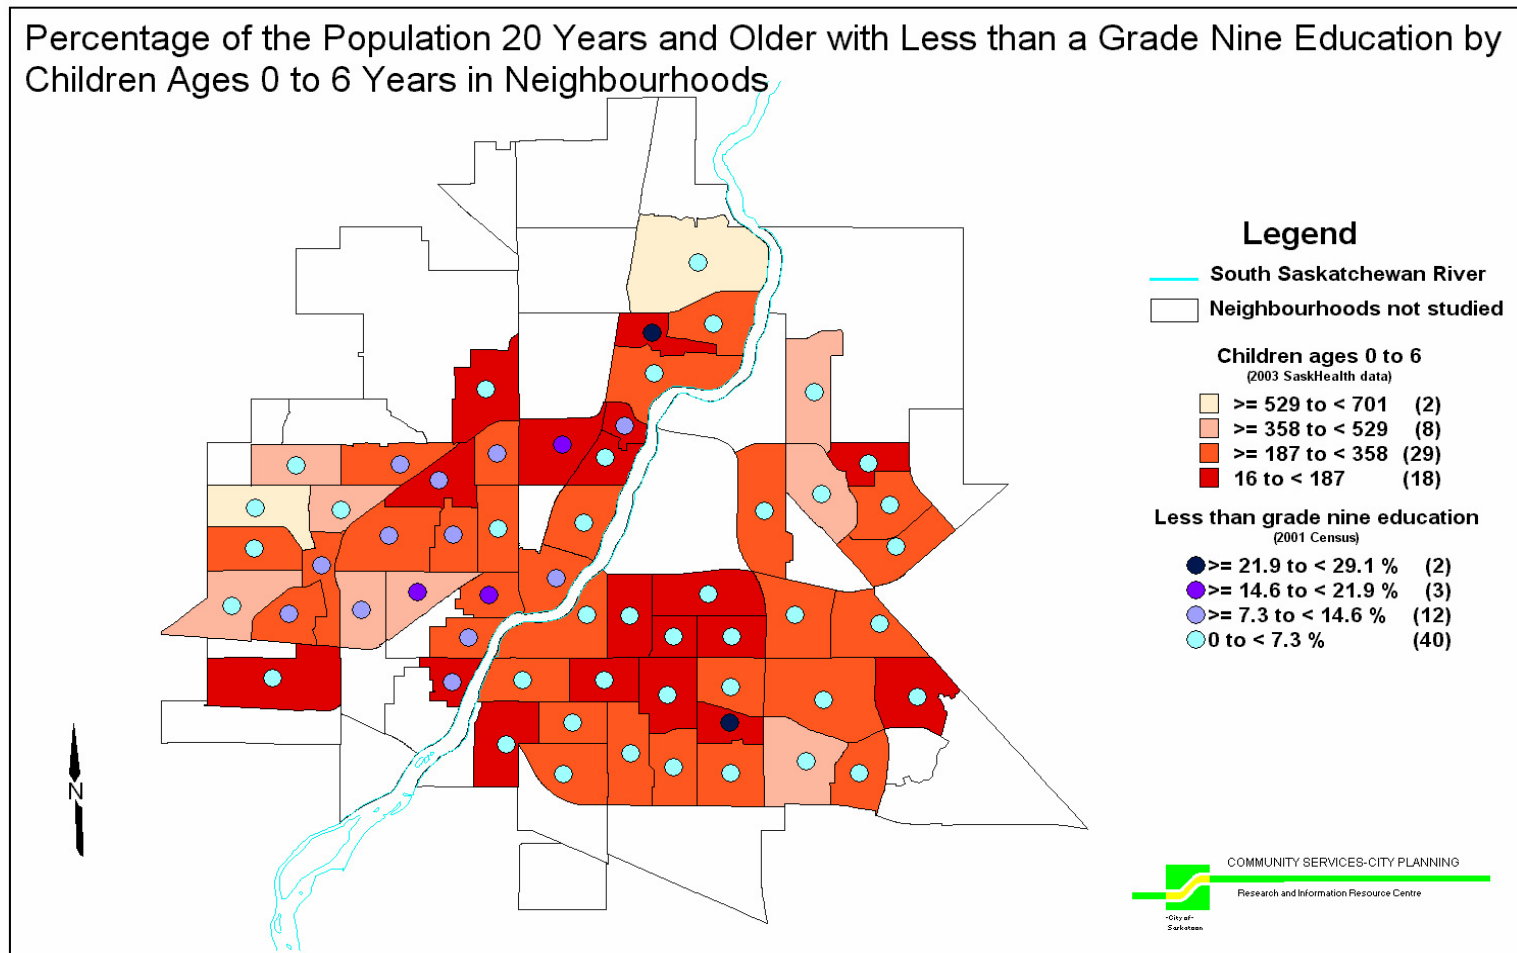 Percentage of the Population 20 Years and Older with Less than a Grade Nine Education by
Children Ages 0 to 6 Years in Neighbourhoods
Legend
South Saskatchewan River
Neighbourhoods not studied
Children ages 0 to 6
(2003 SaskHealth data)
>= 529 to < 701 (2)
>= 358 to < 529 (8)
>= 187 to < 358 (29)
16 to < 187 (18)
Less than grade nine education
(2001 Census)
>= 21.9 to < 29.1 % (2)
>= 14.6 to < 21.9 % (3)
>= 7.3 to < 14.6 % (12)
0 to < 7.3 % (40)
N
COMMUNITY SERVICES-CITY PLANNING
Research and Information Resource Centre
-City of-
Saskatoon